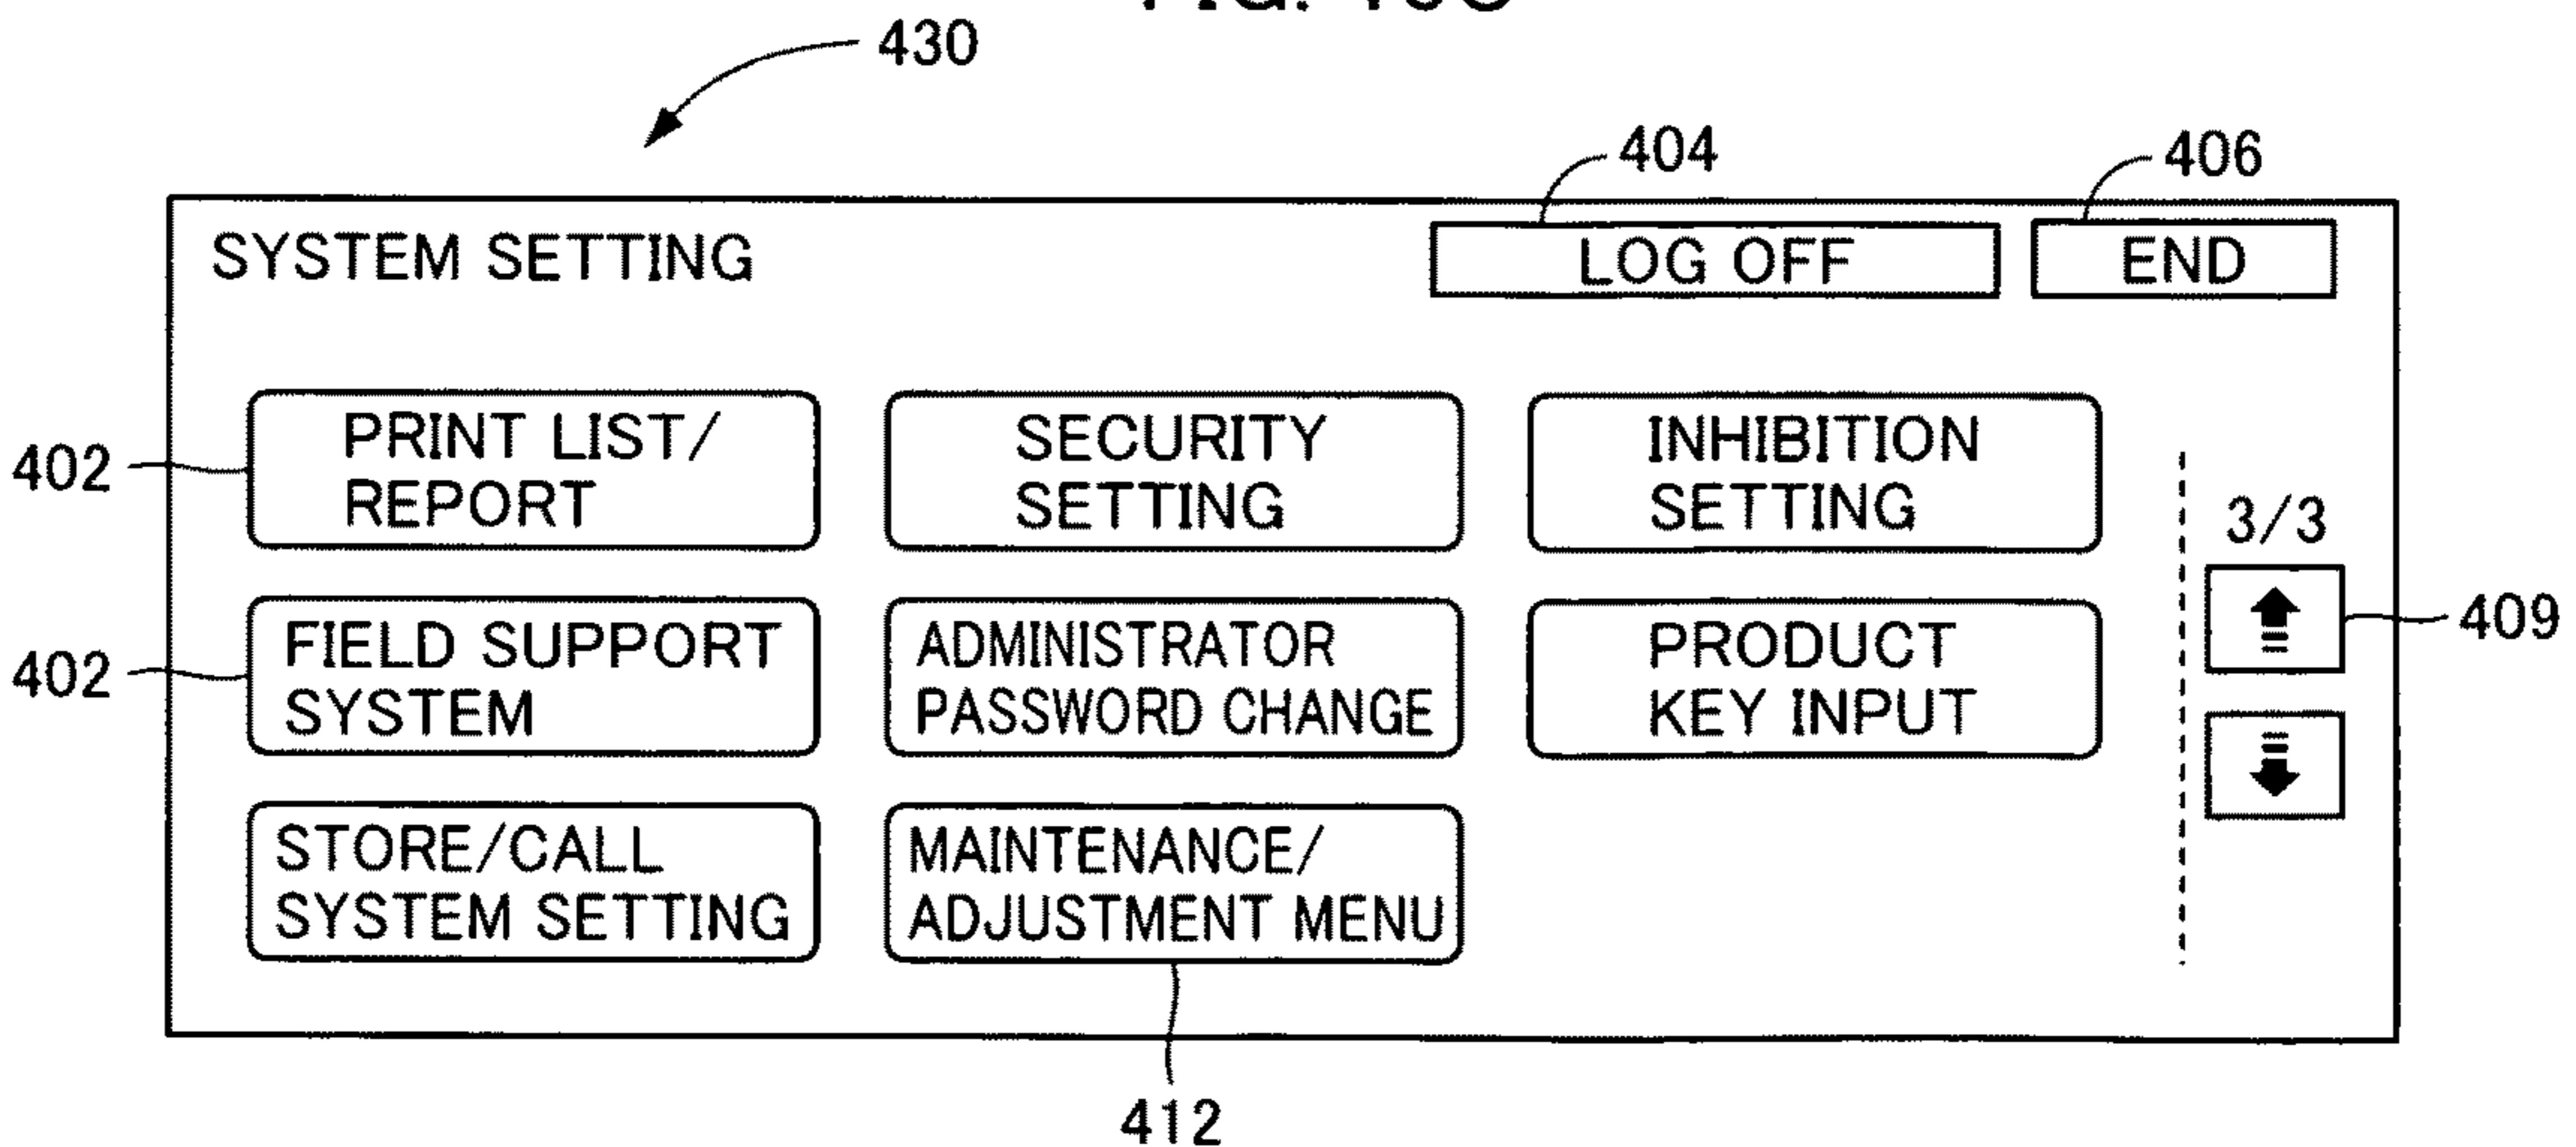 430
404
406
SYSTEM SETTING
LOG OFF
END
402
PRINT LIST/
REPORT
SECURITY
SETTING
INHIBITION
SETTING
3/3
402
FIELD SUPPORT
SYSTEM
ADMINISTRATOR
PASSWORD CHANGE
PRODUCT
KEY INPUT
409
STORE/CALL
SYSTEM SETTING
MAINTENANCE/
ADJUSTMENT MENU
412